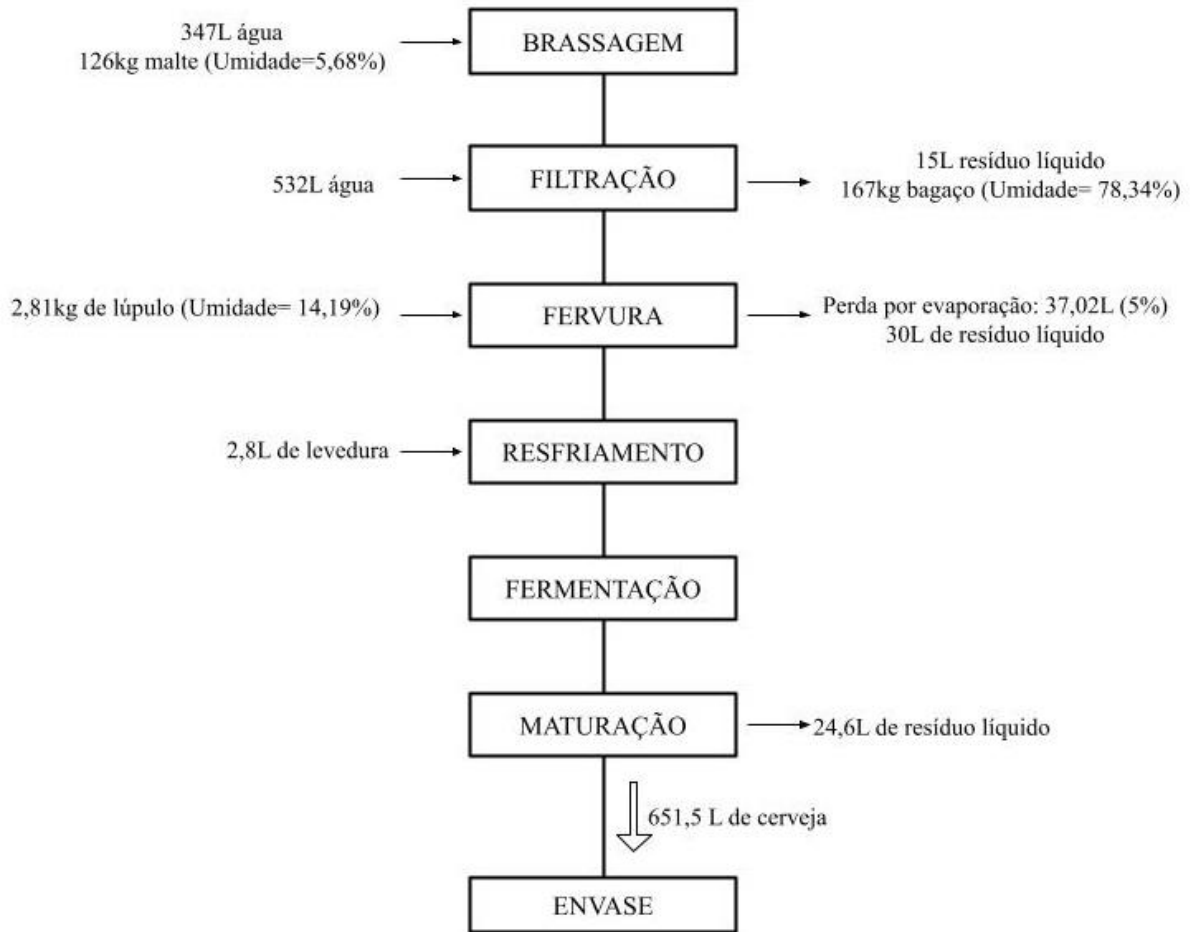 347L água
126kg malte (Umidade=5,68%)
BRASSAGEM
532L água
FILTRAÇÃO
15L resíduo líquido
167kg bagaço (Umidade= 78,34%)
2,81kg de lúpulo (Umidade= 14,19%)
FERVURA
Perda por evaporação: 37,02L (5%)
30L de resíduo líquido
2,8L de levedura
RESFRIAMENTO
FERMENTAÇÃO
MATURAÇÃO
24,6L de resíduo líquido
651,5 L de cerveja
ENVASE